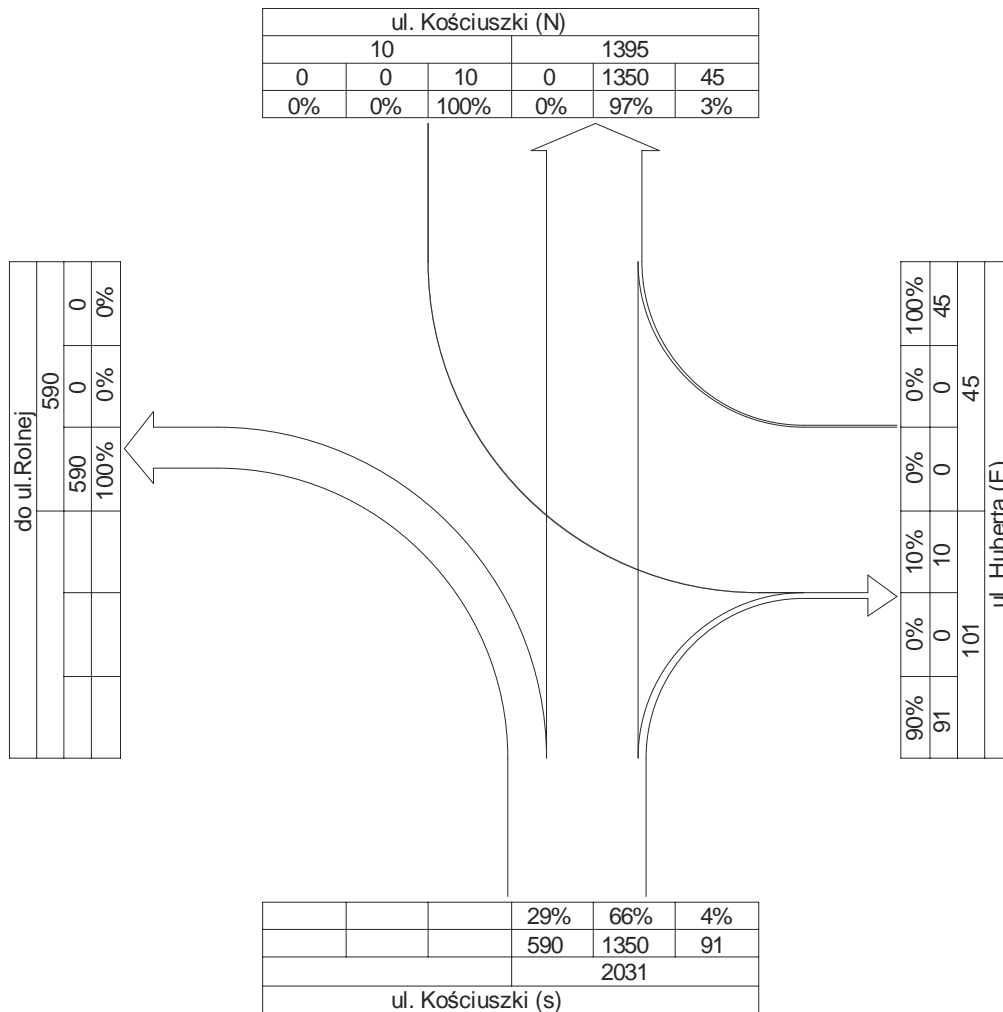 ul. Kościuszki (N)
10 1395
0 0 10 0 1350 45
0% 0% 100% 0% 97% 3%
do ul.Rolnej
590
590 0 0
100% 0% 0%
100% 0% 0% 10% 0% 90%
45 0 0 10 0 91
45 101
ul. Huberta (E)
29% 66% 4%
590 1350 91
2031
ul. Kościuszki (s)